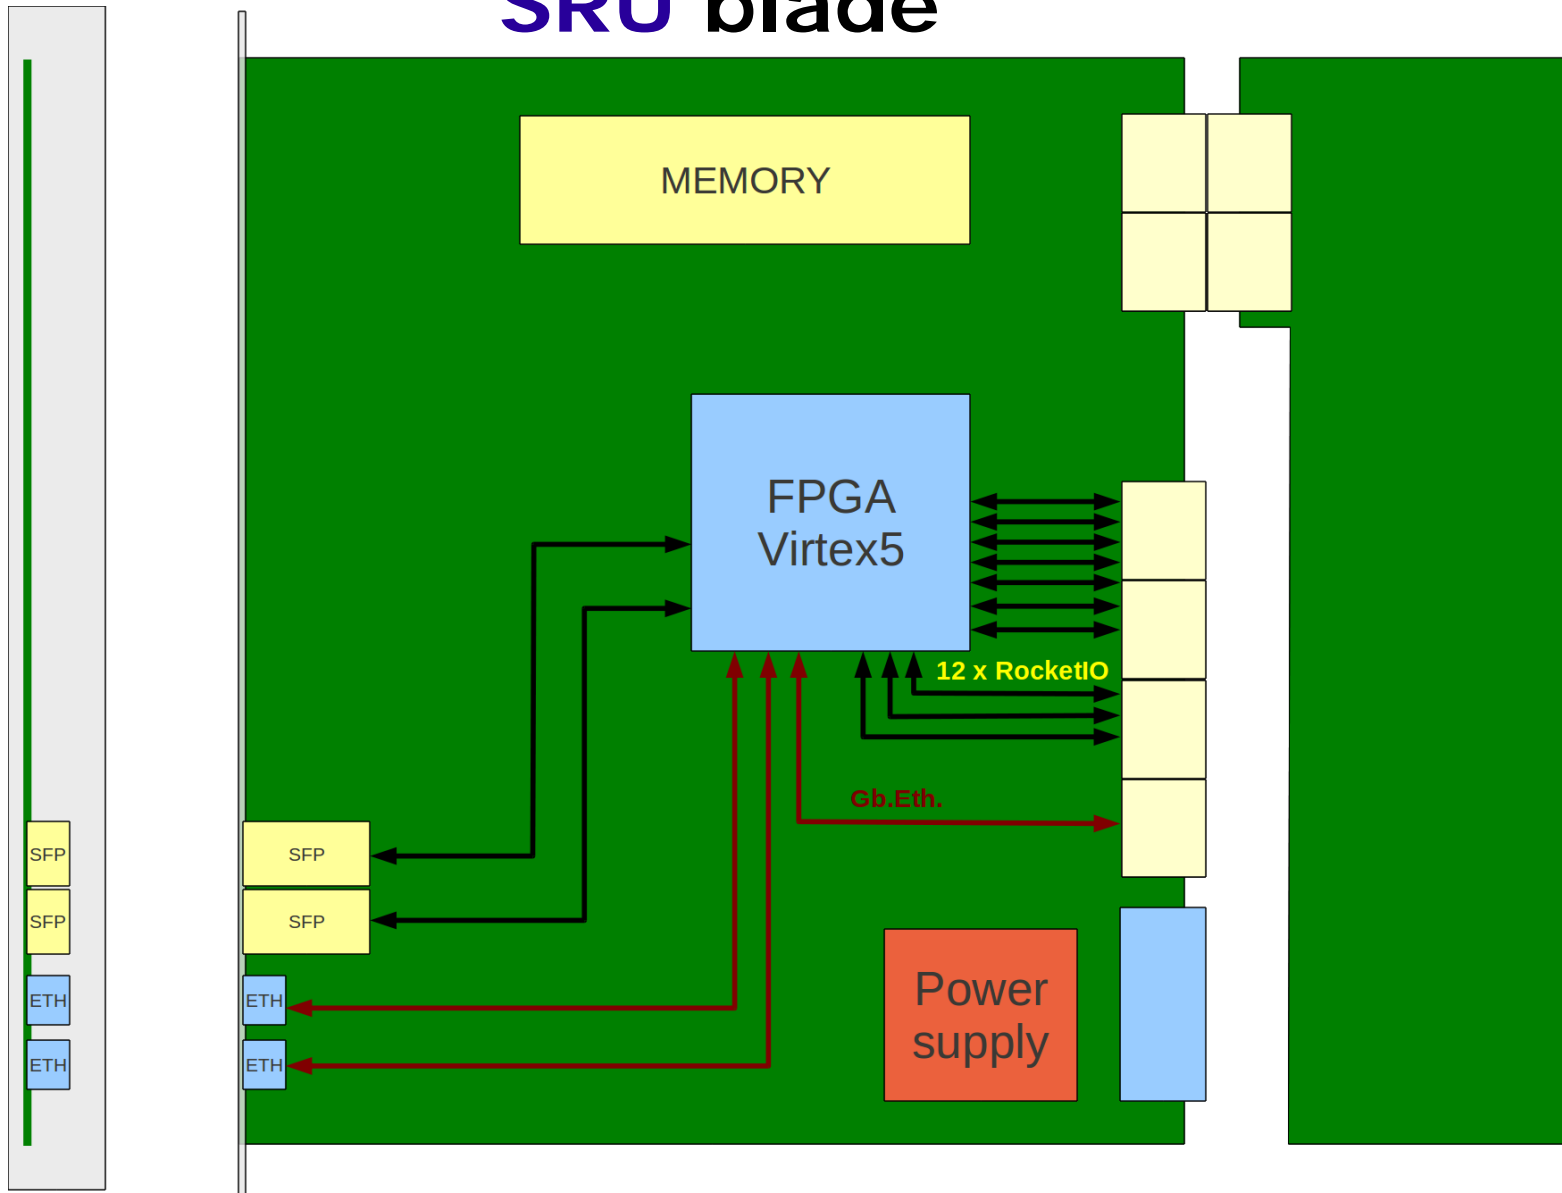 SRU blade
MEMORY
FPGA
Virtex5
12 x RocketIO
Gb.Eth.
SFP
SFP
SFP
SFP
ETH
ETH
ETH
ETH
Power
supply